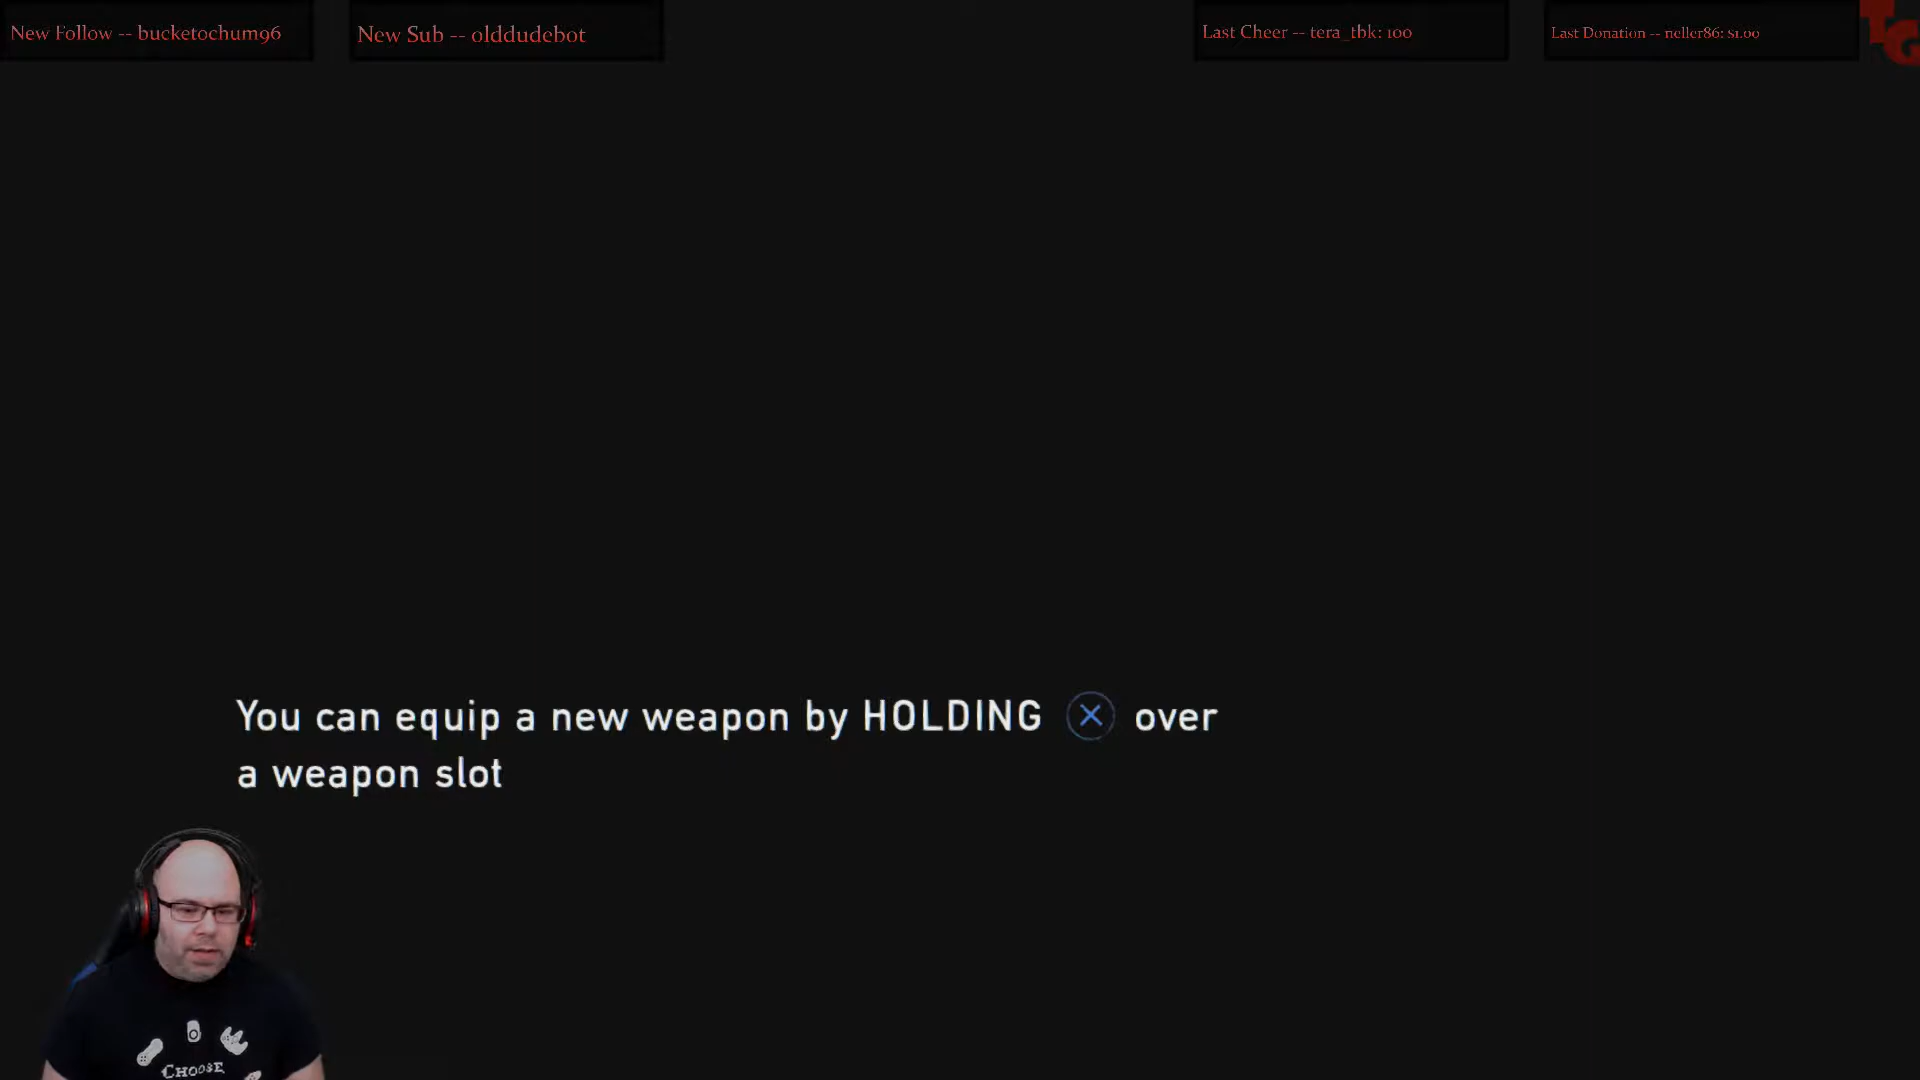 New Follow -- bucketochum96
New Sub -- olddudebot
Last Cheer -- tera_tbk: 100
Last Donation -- neller86: $1.00
TG
You can equip a new weapon by HOLDING X over
a weapon slot
CHOOSE